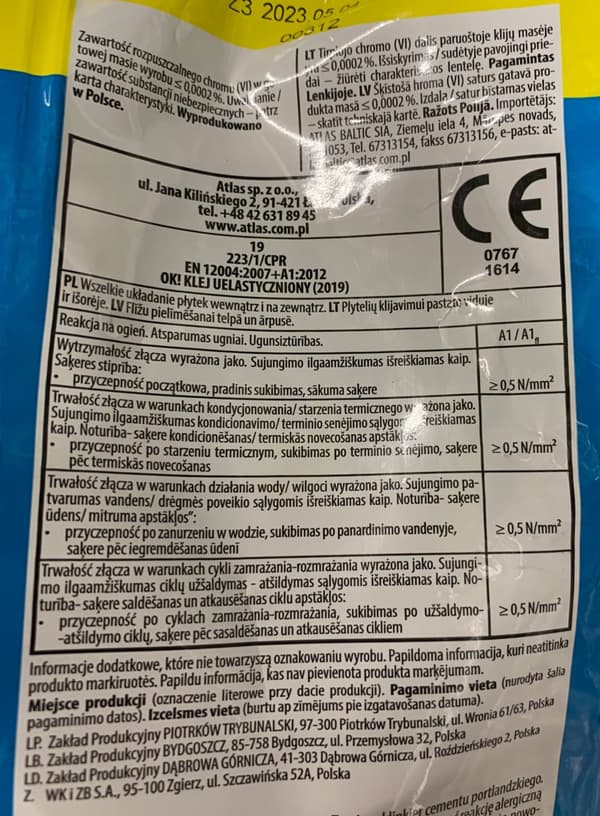 23 2023 05 04
00312
Zawartość rozpuszczalnego chromu (VI) w
towej masie wyrobu ≤ 0,0002 %. Uwa anie /
zawartość substancji niebezpiecznych – patrz
karta charakterystyki. Wyprodukowano
w Polsce.
LT Tirpiojo chromo (VI) dalis paruoštoje klijų masėje
≤ 0,0002 %. Išsiskyrimas / sudėtyje pavojingi prie-
dai – žiūrėti charakteris os lentelę. Pagamintas
Lenkijoje. LV Šķīstošā hroma (VI) saturs gatavā pro-
dukta masā ≤ 0,0002 %. Izdala / satur bīstamas vielas
– skatīt tehniskajā kartē. Ražots Polijā. Importētājs:
ATLAS BALTIC SIA, Ziemeļu iela 4, Mārupes novads,
1053, Tel. 67313154, fakss 67313156, e-pasts: at-
baltic@atlas.com.pl
Atlas sp. z o.o.,
ul. Jana Kilińskiego 2, 91-421 Ł Polska,
tel. +48 42 631 89 45
www.atlas.com.pl
CE
0767
1614
19
223/1/CPR
EN 12004:2007+A1:2012
OK! KLEJ UELASTYCZNIONY (2019)
PL Wszelkie układanie płytek wewnątrz i na zewnątrz. LT Plytelių klijavimui pastato viduje
ir išorėje. LV Flīžu pielīmēšanai telpā un ārpusē.
Reakcja na ogień. Atsparumas ugniai. Ugunsizturības.
A1 / A1fl
Wytrzymałość złącza wyrażona jako. Sujungimo ilgaamžiškumas išreiškiamas kaip.
Saķeres stipriba:
• przyczepność początkowa, pradinis sukibimas, sākuma saķere
≥ 0,5 N/mm²
Trwałość złącza w warunkach kondycjonowania/ starzenia termicznego wyrażona jako.
Sujungimo ilgaamžiškumas kondicionavimo/ terminio senėjimo sąlygomis išreiškiamas
kaip. Noturība- saķere kondicionēšanas/ termiskās novecošanas apstākļos:
• przyczepność po starzeniu termicznym, sukibimas po terminio senėjimo, saķere
pēc termiskās novecošanas
≥ 0,5 N/mm²
Trwałość złącza w warunkach działania wody/ wilgoci wyrażona jako. Sujungimo pa-
tvarumas vandens/ drėgmės poveikio sąlygomis išreiškiamas kaip. Noturība- saķere
ūdens/ mitruma apstākļos":
• przyczepność po zanurzeniu w wodzie, sukibimas po panardinimo vandenyje,
saķere pēc iegremdēšanas ūdenī
≥ 0,5 N/mm²
Trwałość złącza w warunkach cykli zamrażania-rozmrażania wyrażona jako. Sujungi-
mo ilgaamžiškumas ciklų užšaldymas - atšildymas sąlygomis išreiškiamas kaip. No-
turība- saķere saldēšanas un atkausēšanas ciklu apstākļos:
• przyczepność po cyklach zamrażania-rozmrażania, sukibimas po užšaldymo-
-atšildymo ciklų, saķere pēc sasaldēšanas un atkausēšanas cikliem
≥ 0,5 N/mm²
Informacje dodatkowe, które nie towarzyszą oznakowaniu wyrobu. Papildoma informacija, kuri neatitinka
produkto markiruotės. Papildu informācija, kas nav pievienota produkta marķējumam.
Miejsce produkcji (oznaczenie literowe przy dacie produkcji). Pagaminimo vieta (nurodyta šalia
pagaminimo datos). Izcelsmes vieta (burtu ap zīmējums pie izgatavošanas datuma).
LP. Zakład Produkcyjny PIOTRKÓW TRYBUNALSKI, 97-300 Piotrków Trybunalski, ul. Wronia 61/63, Polska
LB. Zakład Produkcyjny BYDGOSZCZ, 85-758 Bydgoszcz, ul. Przemysłowa 32, Polska
LD. Zakład Produkcyjny DĄBROWA GÓRNICZA, 41-303 Dąbrowa Górnicza, ul. Roździeńskiego 2, Polska
Z. WK i ZB S.A., 95-100 Zgierz, ul. Szczawińska 52A, Polska
klinkier cementu portlandzkiego.
reakcję alergiczną